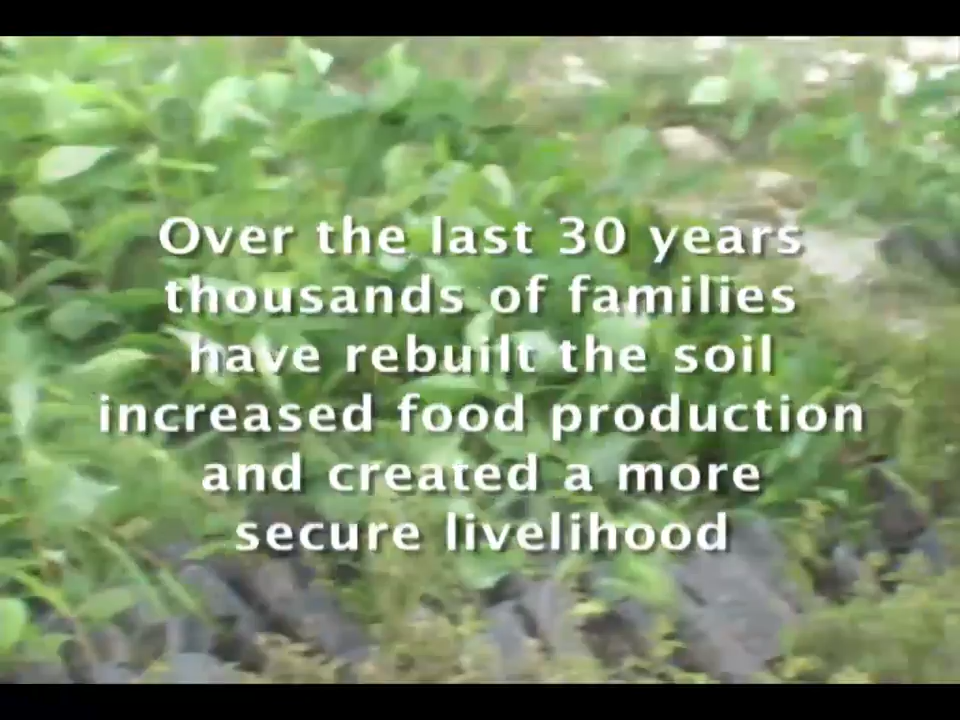 Over the last 30 years
thousands of families
have rebuilt the soil
increased food production
and created a more
secure livelihood